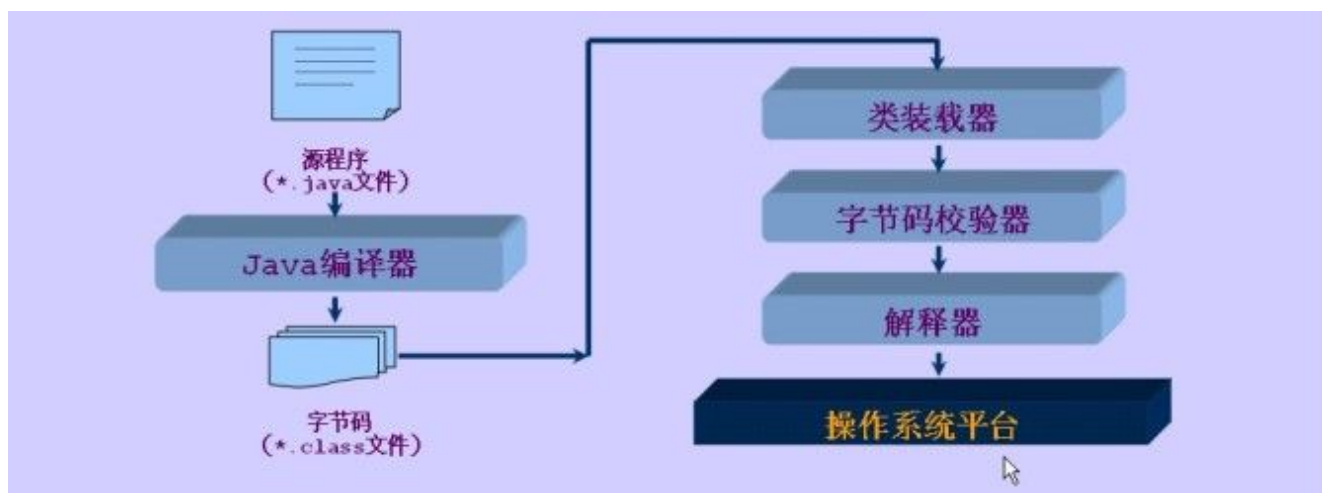 源程序
(*.java文件)
Java编译器
字节码
(*.class文件)
类装载器
字节码校验器
解释器
操作系统平台